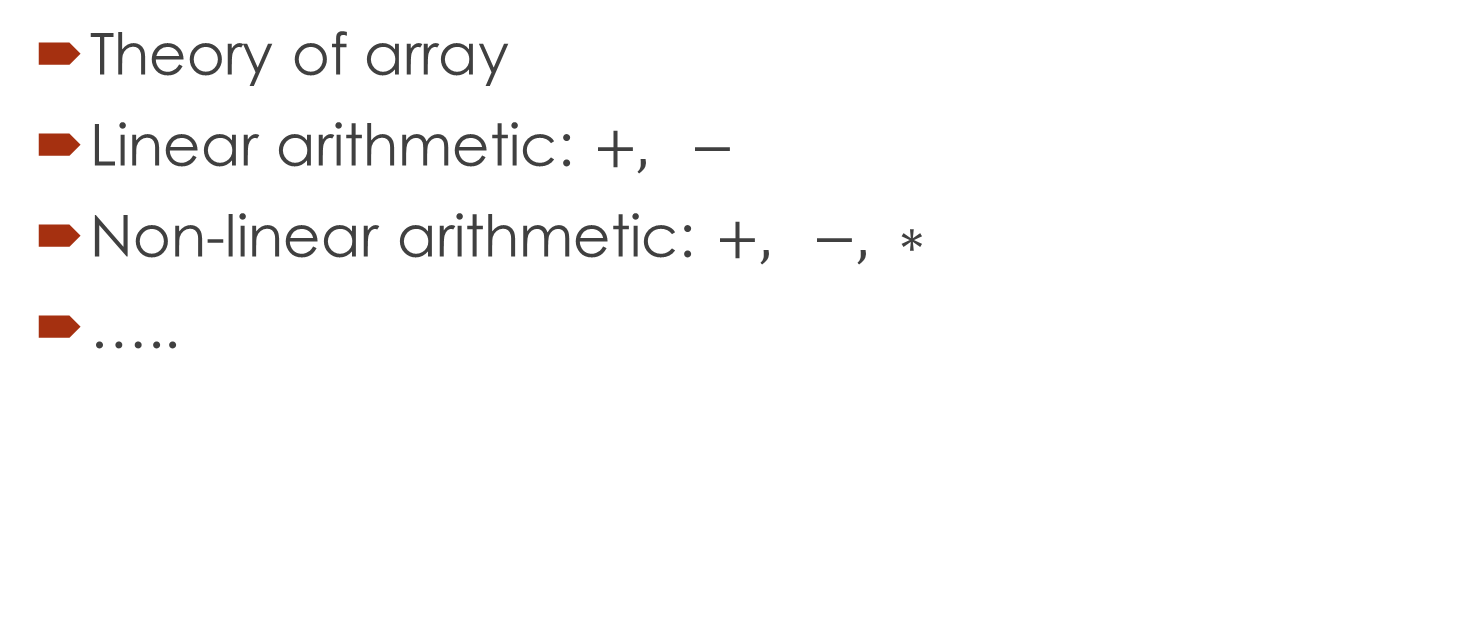 Theory of array
Linear arithmetic: +, −
Non-linear arithmetic: +, −, *
…..